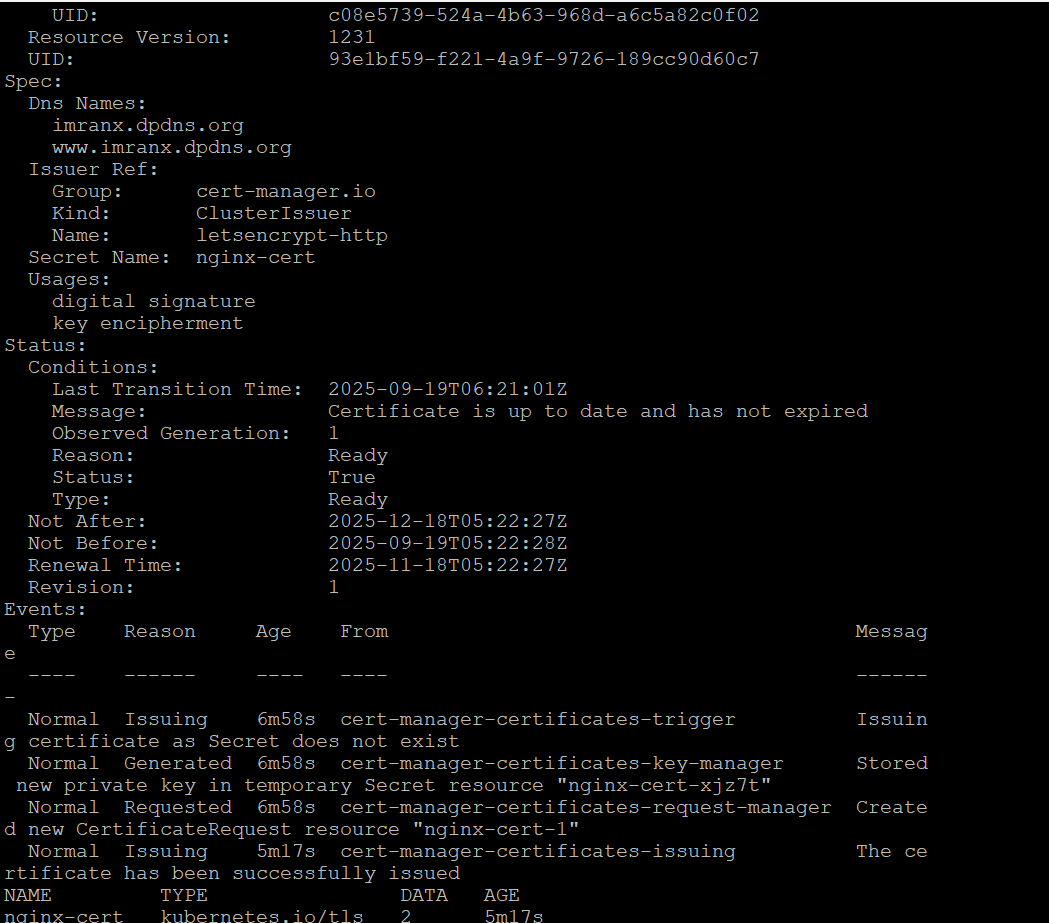 UID: c08e5739-524a-4b63-968d-a6c5a82c0f02
Resource Version: 1231
UID: 93e1bf59-f221-4a9f-9726-189cc90d60c7
Spec:
Dns Names:
imranx.dpdns.org
www.imranx.dpdns.org
Issuer Ref:
Group: cert-manager.io
Kind: ClusterIssuer
Name: letsencrypt-http
Secret Name: nginx-cert
Usages:
digital signature
key encipherment
Status:
Conditions:
Last Transition Time: 2025-09-19T06:21:01Z
Message: Certificate is up to date and has not expired
Observed Generation: 1
Reason: Ready
Status: True
Type: Ready
Not After: 2025-12-18T05:22:27Z
Not Before: 2025-09-19T05:22:28Z
Renewal Time: 2025-11-18T05:22:27Z
Revision: 1
Events:
Type Reason Age From Messag
e
---- ------ ---- ---- ------
-
Normal Issuing 6m58s cert-manager-certificates-trigger Issuin
g certificate as Secret does not exist
Normal Generated 6m58s cert-manager-certificates-key-manager Stored
new private key in temporary Secret resource "nginx-cert-xjz7t"
Normal Requested 6m58s cert-manager-certificates-request-manager Create
d new CertificateRequest resource "nginx-cert-1"
Normal Issuing 5m17s cert-manager-certificates-issuing The ce
rtificate has been successfully issued
NAME TYPE DATA AGE
nginx-cert kubernetes.io/tls 2 5m17s